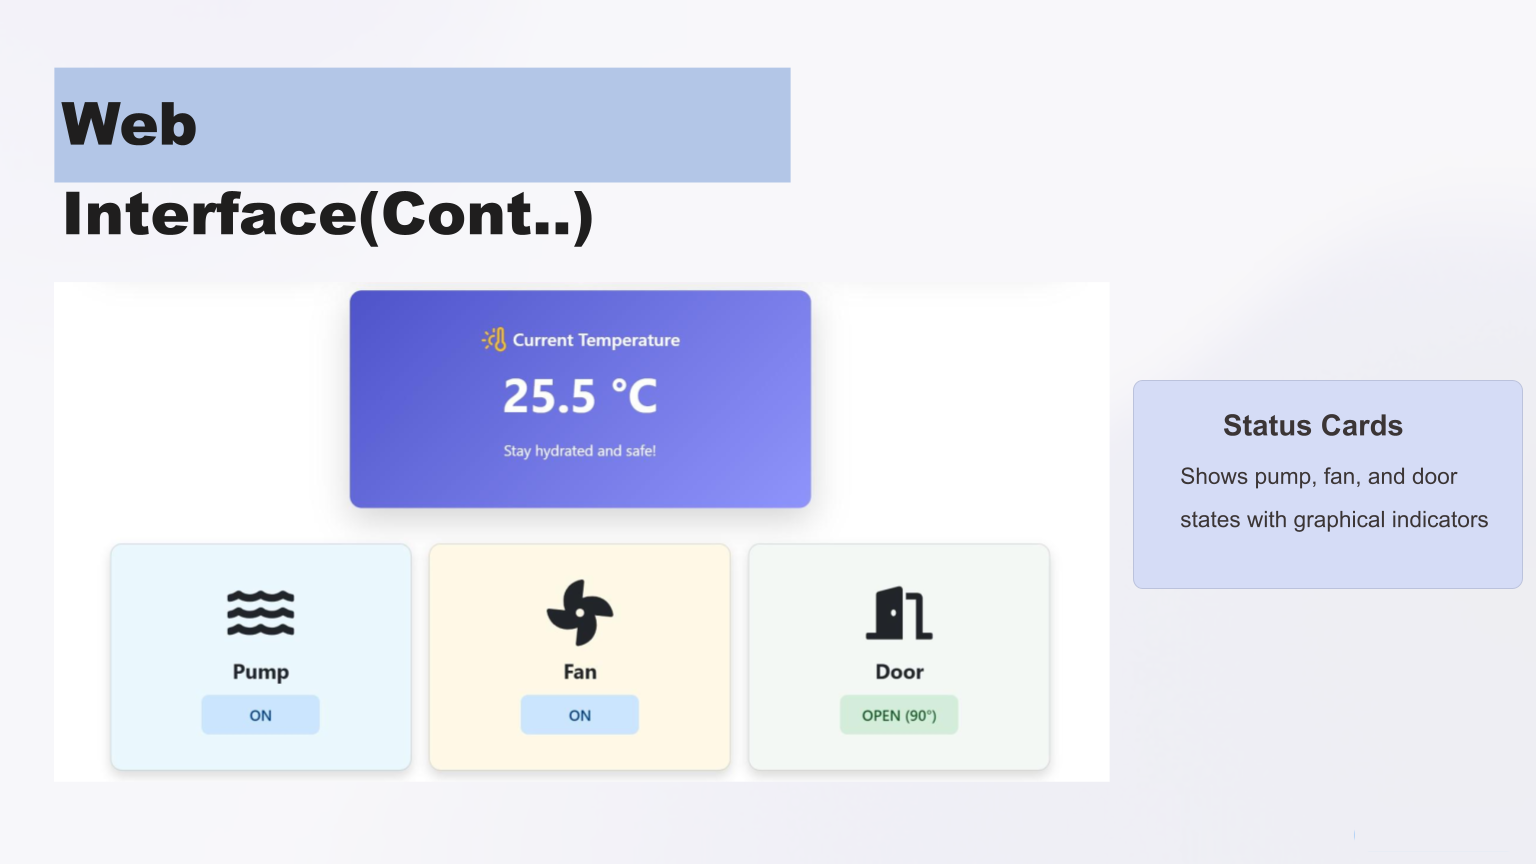 Web
Interface(Cont..)
Current Temperature
25.5 °C
Stay hydrated and safe!
Pump
ON
Fan
ON
Door
OPEN (90°)
Status Cards
Shows pump, fan, and door
states with graphical indicators